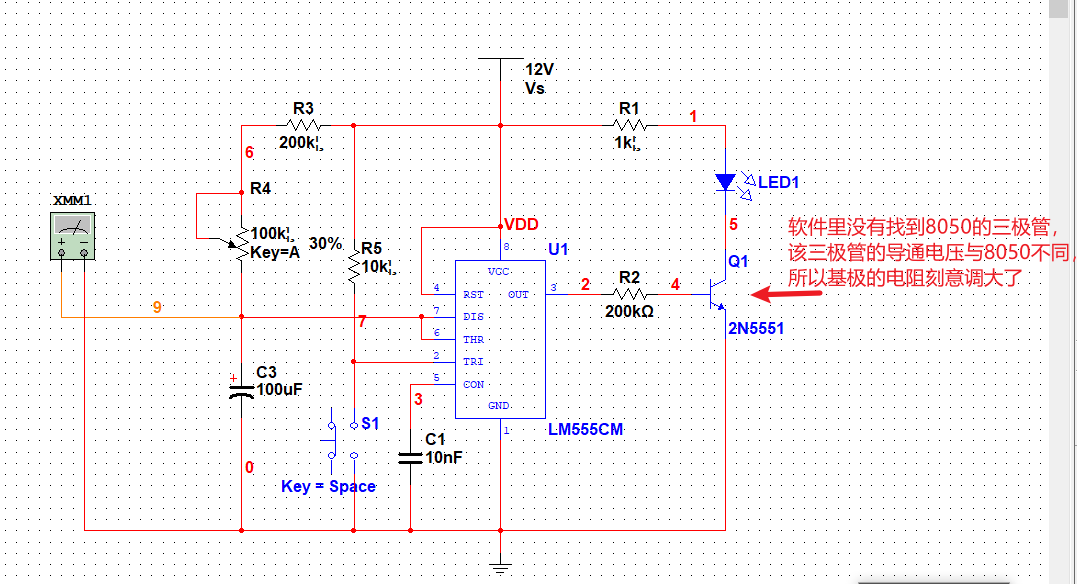 12V
Vs
R3
200k¦¸
R1
1k¦¸
1
6
R4
LED1
XMM1
100k¦¸
Key=A
30%
R5
10k¦¸
VDD
5
软件里没有找到8050的三极管，
该三极管的导通电压与8050不同，
所以基极的电阻刻意调大了
8
U1
VCC
Q1
4
RST
OUT
3
2
R2
4
200kΩ
9
7
7
DIS
2N5551
6
THR
2
TRI
5
CON
3
C3
100uF
GND
S1
1
LM555CM
C1
10nF
0
Key = Space